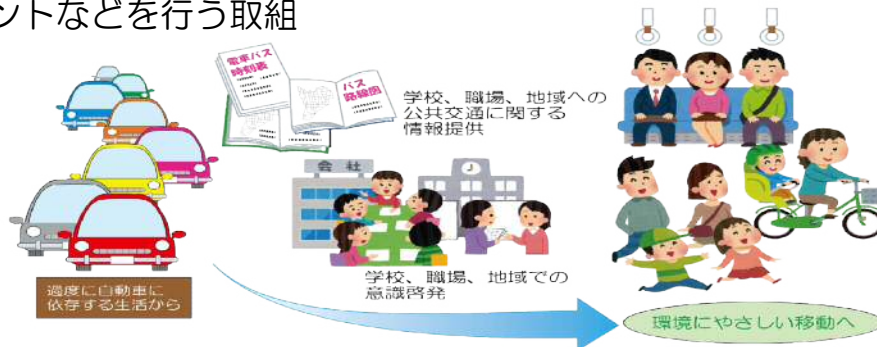 ントなどを行う取組
電車バス
時刻表
バス
路線図
学校、職場、地域への
公共交通に関する
情報提供
会社
学校、職場、地域での
意識啓発
過度に自動車に
依存する生活から
環境にやさしい移動へ